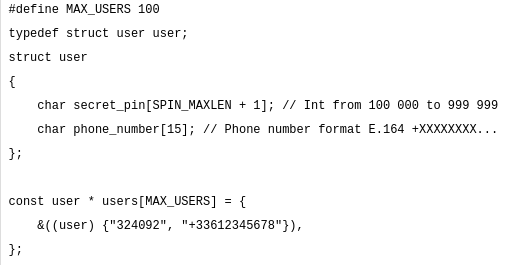 #define MAX_USERS 100
typedef struct user user;
struct user
{
    char secret_pin[SPIN_MAXLEN + 1]; // Int from 100 000 to 999 999
    char phone_number[15]; // Phone number format E.164 +XXXXXXXX...
};

const user * users[MAX_USERS] = {
    &((user) {"324092", "+33612345678"}),
};